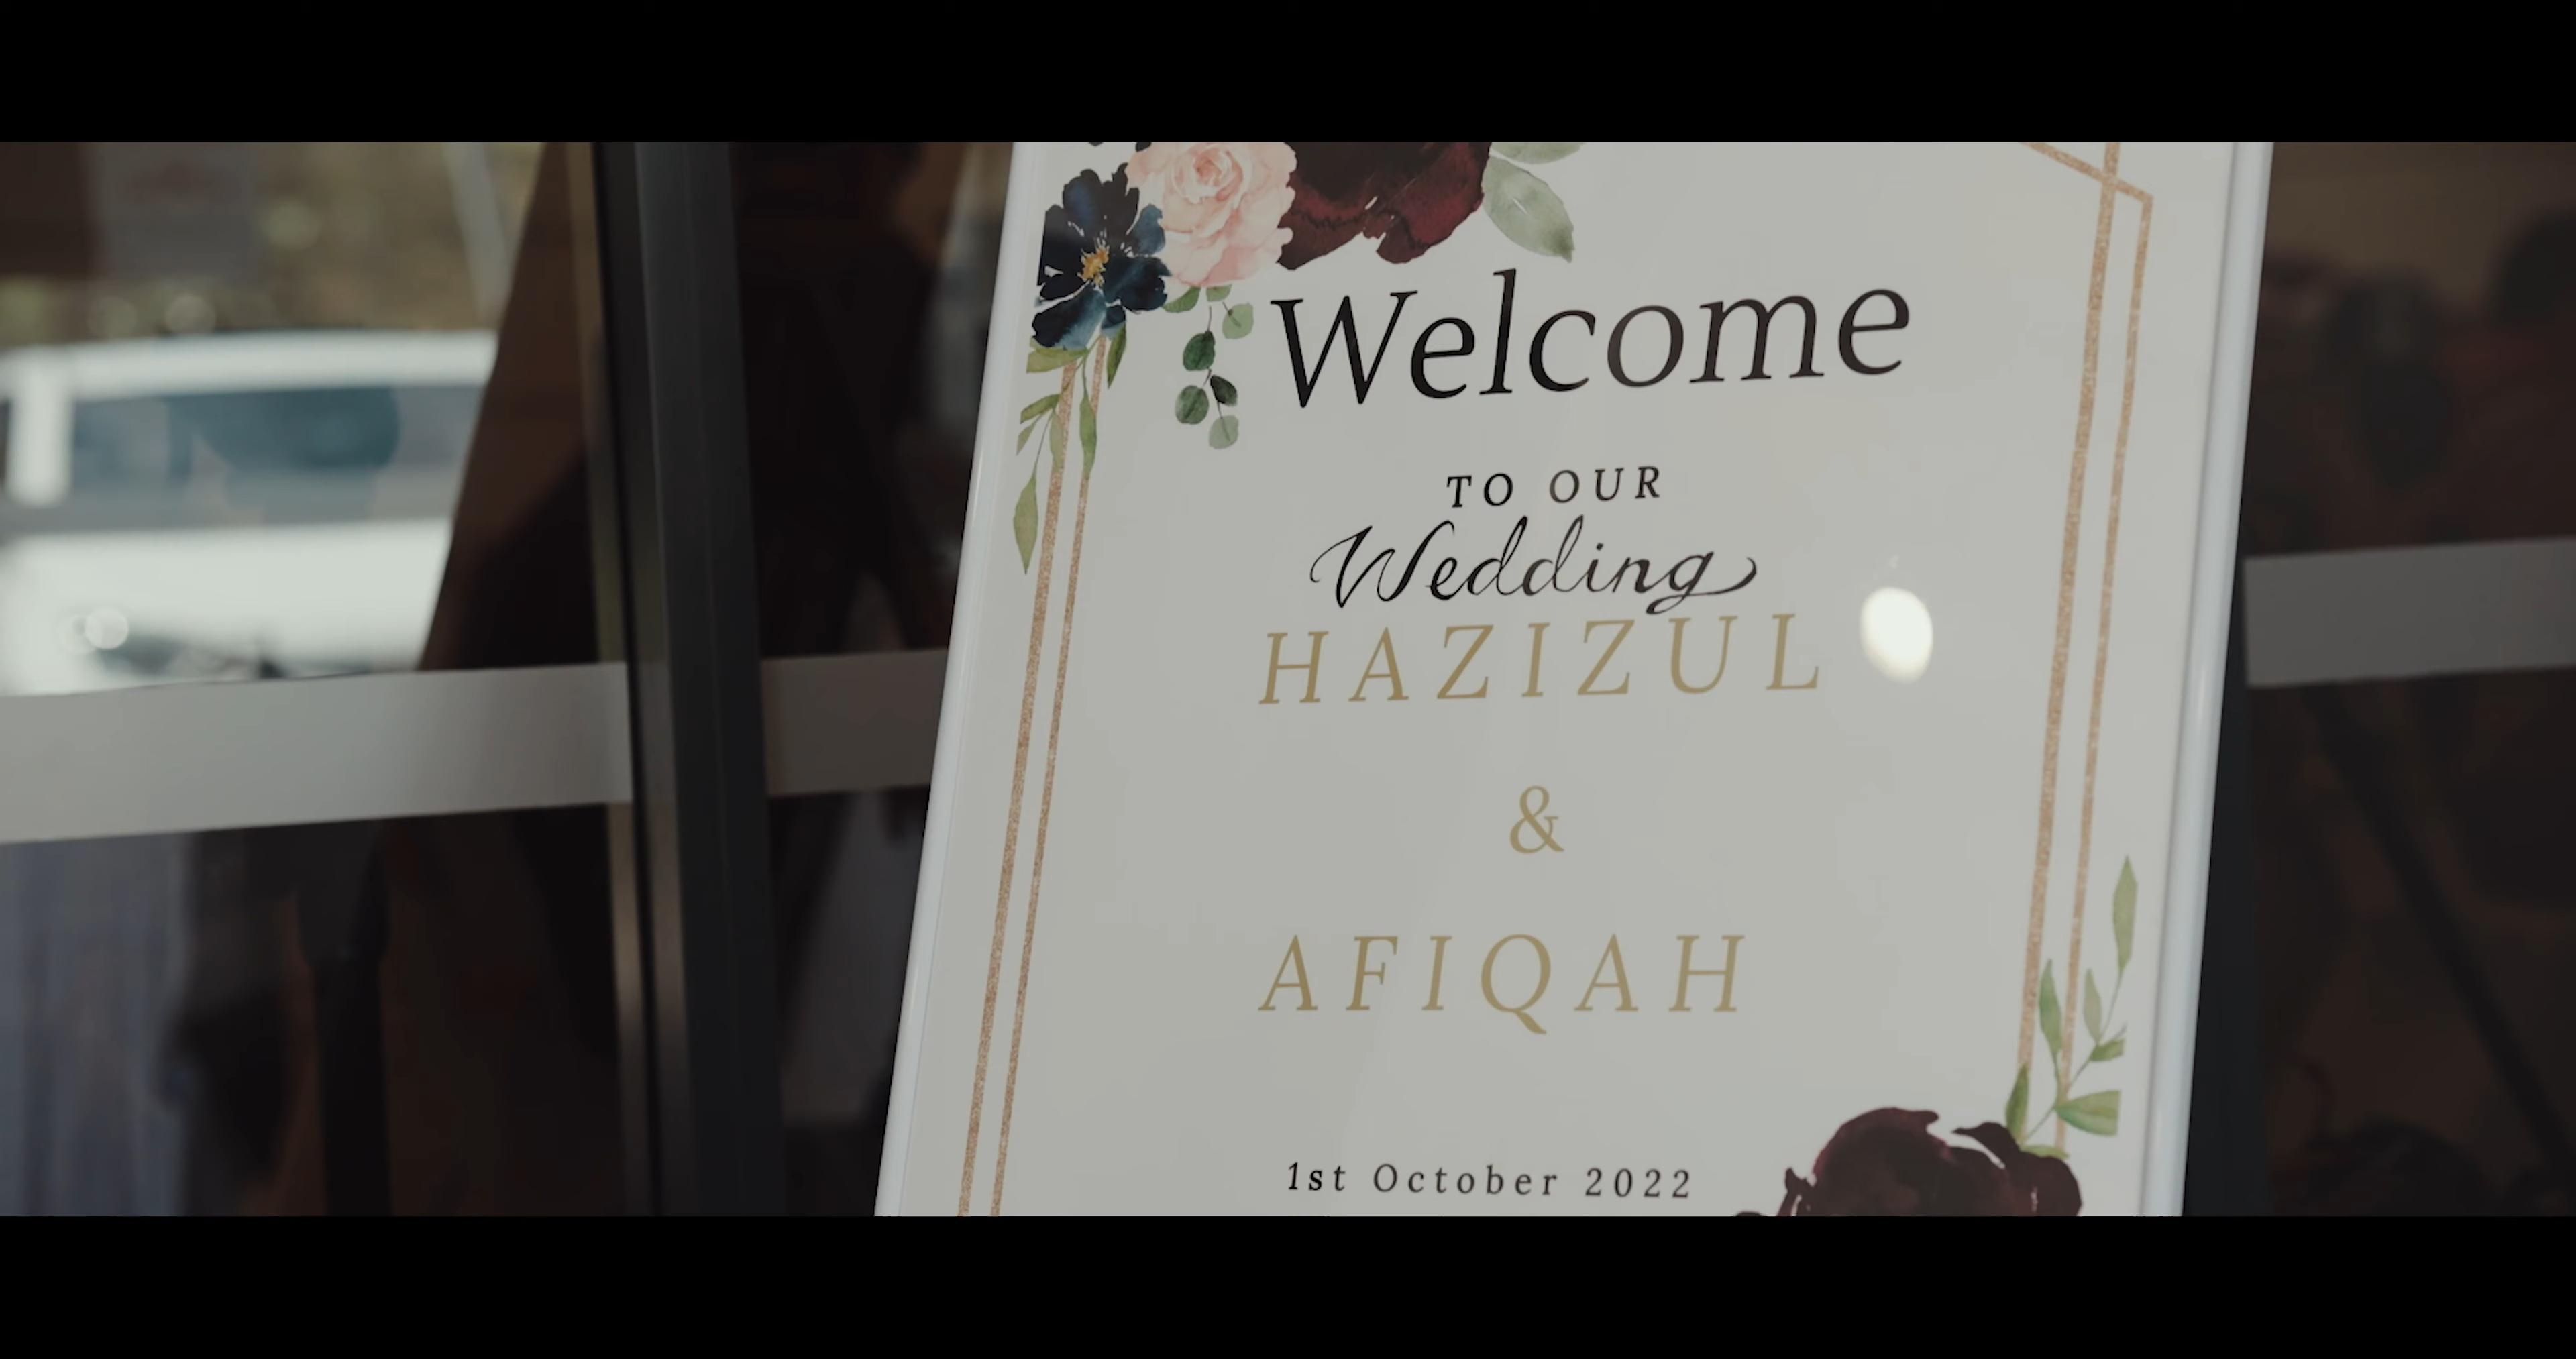 Welcome
TO OUR
Wedding
HAZIZUL
&
AFIQAH
1st October 2022